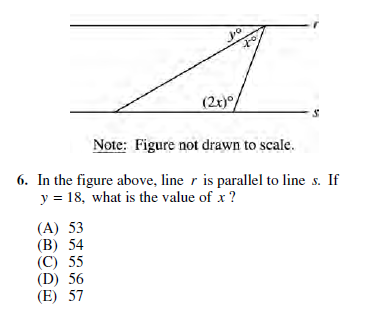 r
y°
x°
(2x)°
s
Note: Figure not drawn to scale.
6. In the figure above, line r is parallel to line s. If
y = 18, what is the value of x ?
(A) 53
(B) 54
(C) 55
(D) 56
(E) 57